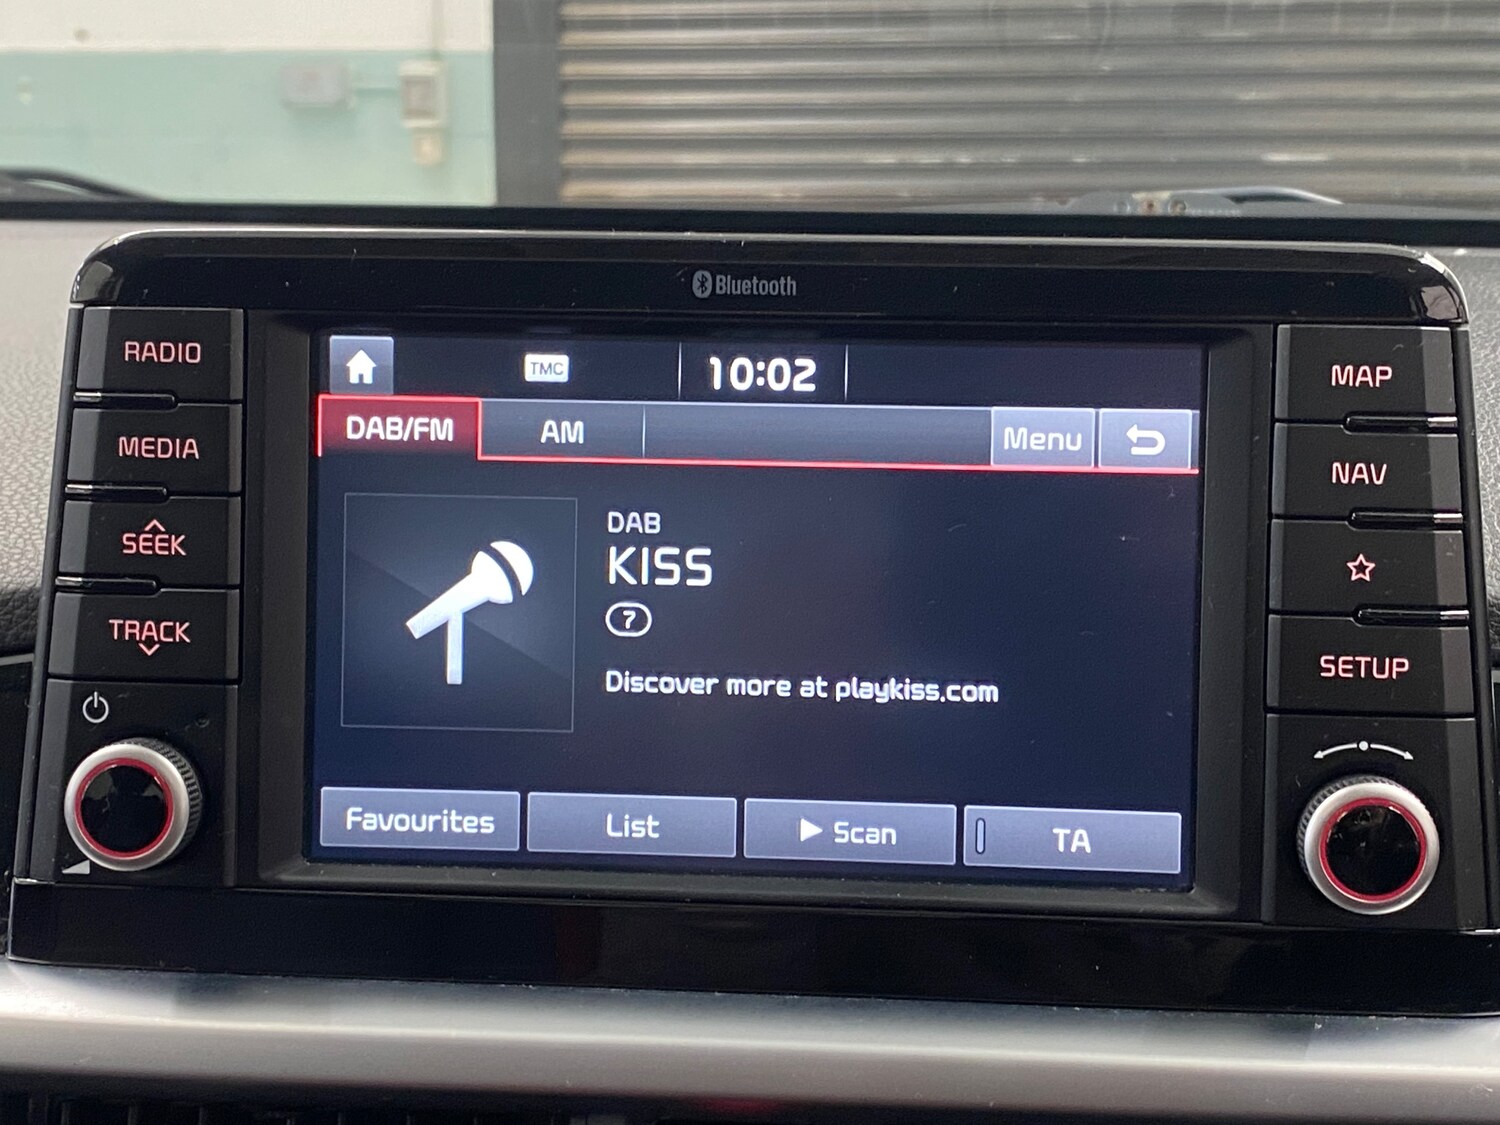 Bluetooth
RADIO
MEDIA
SEEK
TRACK
TMC
10:02
DAB/FM
AM
Menu
DAB
KISS
7
Discover more at playkiss.com
Favourites
List
Scan
TA
MAP
NAV
SETUP